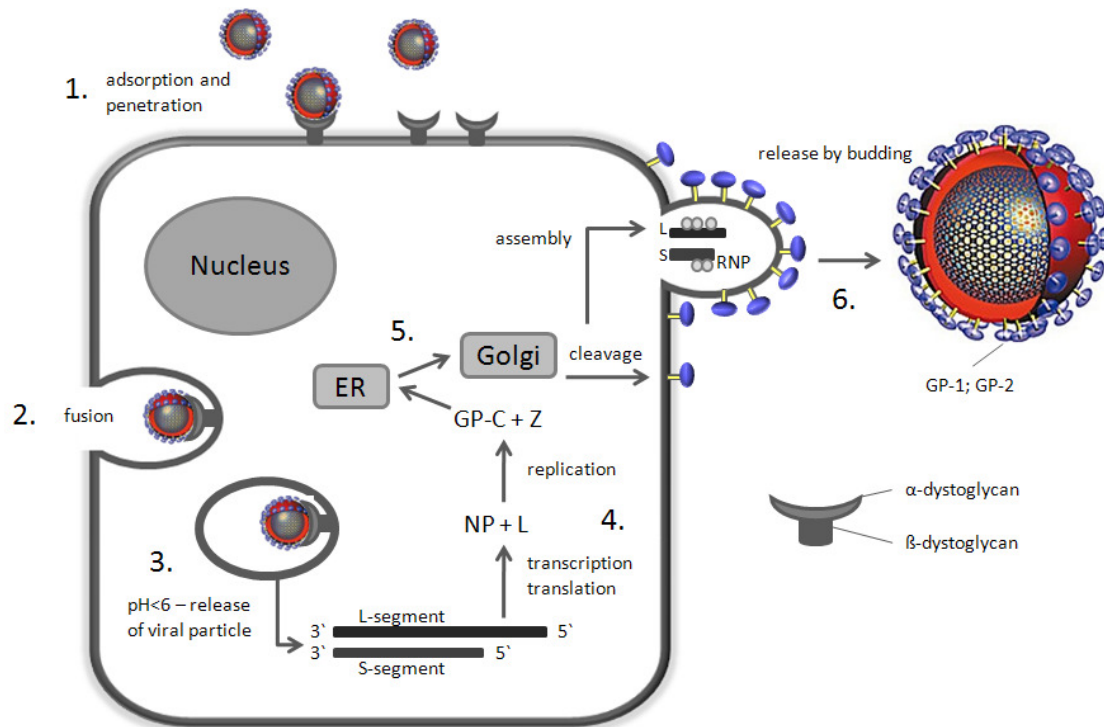 1.
adsorption and
penetration
release by budding
L
S
RNP
assembly
Nucleus
6.
5.
Golgi
cleavage
ER
GP-1; GP-2
2.
fusion
GP-C + Z
replication
α-dystoglycan
NP + L
4.
ß-dystoglycan
3.
transcription
translation
pH<6 – release
of viral particle
L-segment
3` 5`
3` 5`
S-segment